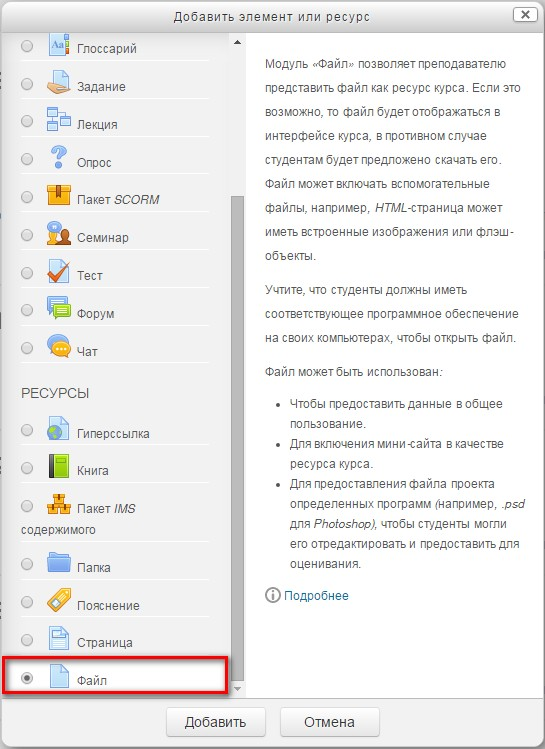 Добавить элемент или ресурс
Глоссарий
Задание
Лекция
Опрос
Пакет SCORM
Семинар
Тест
Форум
Чат
РЕСУРСЫ
Гиперссылка
Книга
Пакет IMS
содержимого
Папка
Пояснение
Страница
Файл
Модуль «Файл» позволяет преподавателю
представить файл как ресурс курса. Если это
возможно, то файл будет отображаться в
интерфейсе курса, в противном случае
студентам будет предложено скачать его.
Файл может включать вспомогательные
файлы, например, HTML-страница может
иметь встроенные изображения или флэш-
объекты.
Учтите, что студенты должны иметь
соответствующее программное обеспечение
на своих компьютерах, чтобы открыть файл.
Файл может быть использован:
• Чтобы предоставить данные в общее
пользование.
• Для включения мини-сайта в качестве
ресурса курса.
• Для предоставления файла проекта
определенных программ (например, .psd
для Photoshop), чтобы студенты могли
его отредактировать и предоставить для
оценивания.
Подробнее
Добавить
Отмена